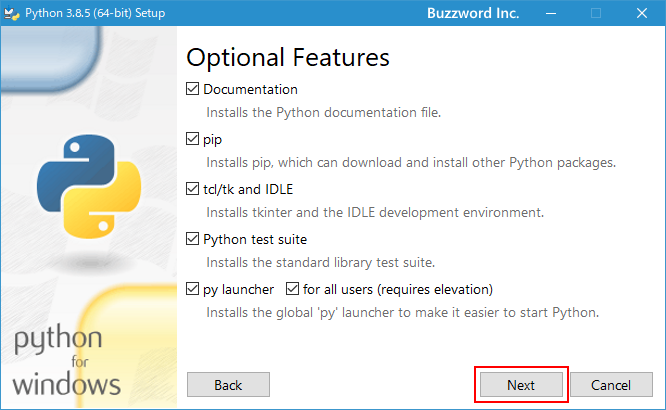 Python 3.8.5 (64-bit) Setup
Buzzword Inc.
Optional Features
Documentation
Installs the Python documentation file.
pip
Installs pip, which can download and install other Python packages.
tcl/tk and IDLE
Installs tkinter and the IDLE development environment.
Python test suite
Installs the standard library test suite.
py launcher for all users (requires elevation)
Installs the global 'py' launcher to make it easier to start Python.
python
for
windows
Back Next Cancel